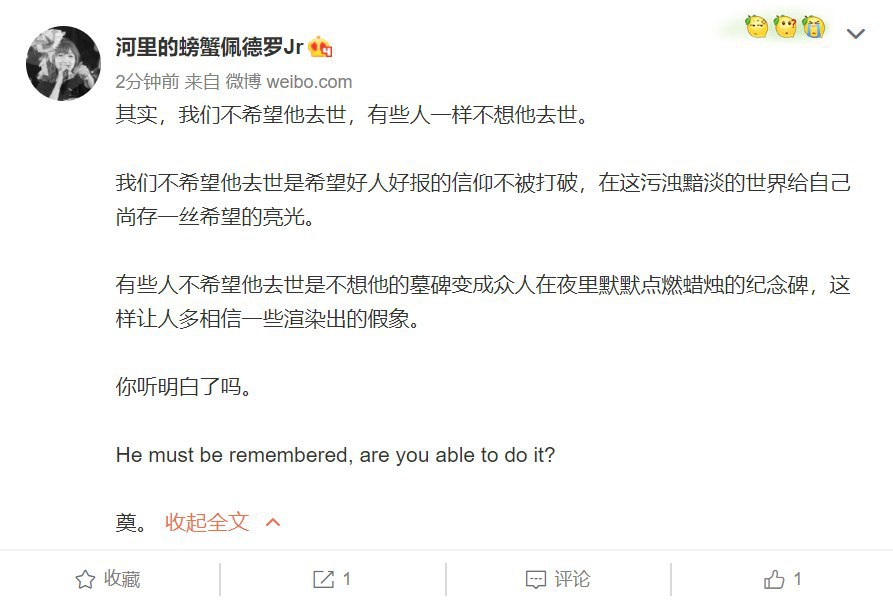 河里的螃蟹佩德罗Jr
2分钟前 来自 微博 weibo.com
其实，我们不希望他去世，有些人一样不想他去世。
我们不希望他去世是希望好人好报的信仰不被打破，在这污浊黯淡的世界给自己
尚存一丝希望的亮光。
有些人不希望他去世是不想他的墓碑变成众人在夜里默默点燃蜡烛的纪念碑，这
样让人多相信一些渲染出的假象。
你听明白了吗。
He must be remembered, are you able to do it?
奠。 收起全文
收藏
1
评论
1